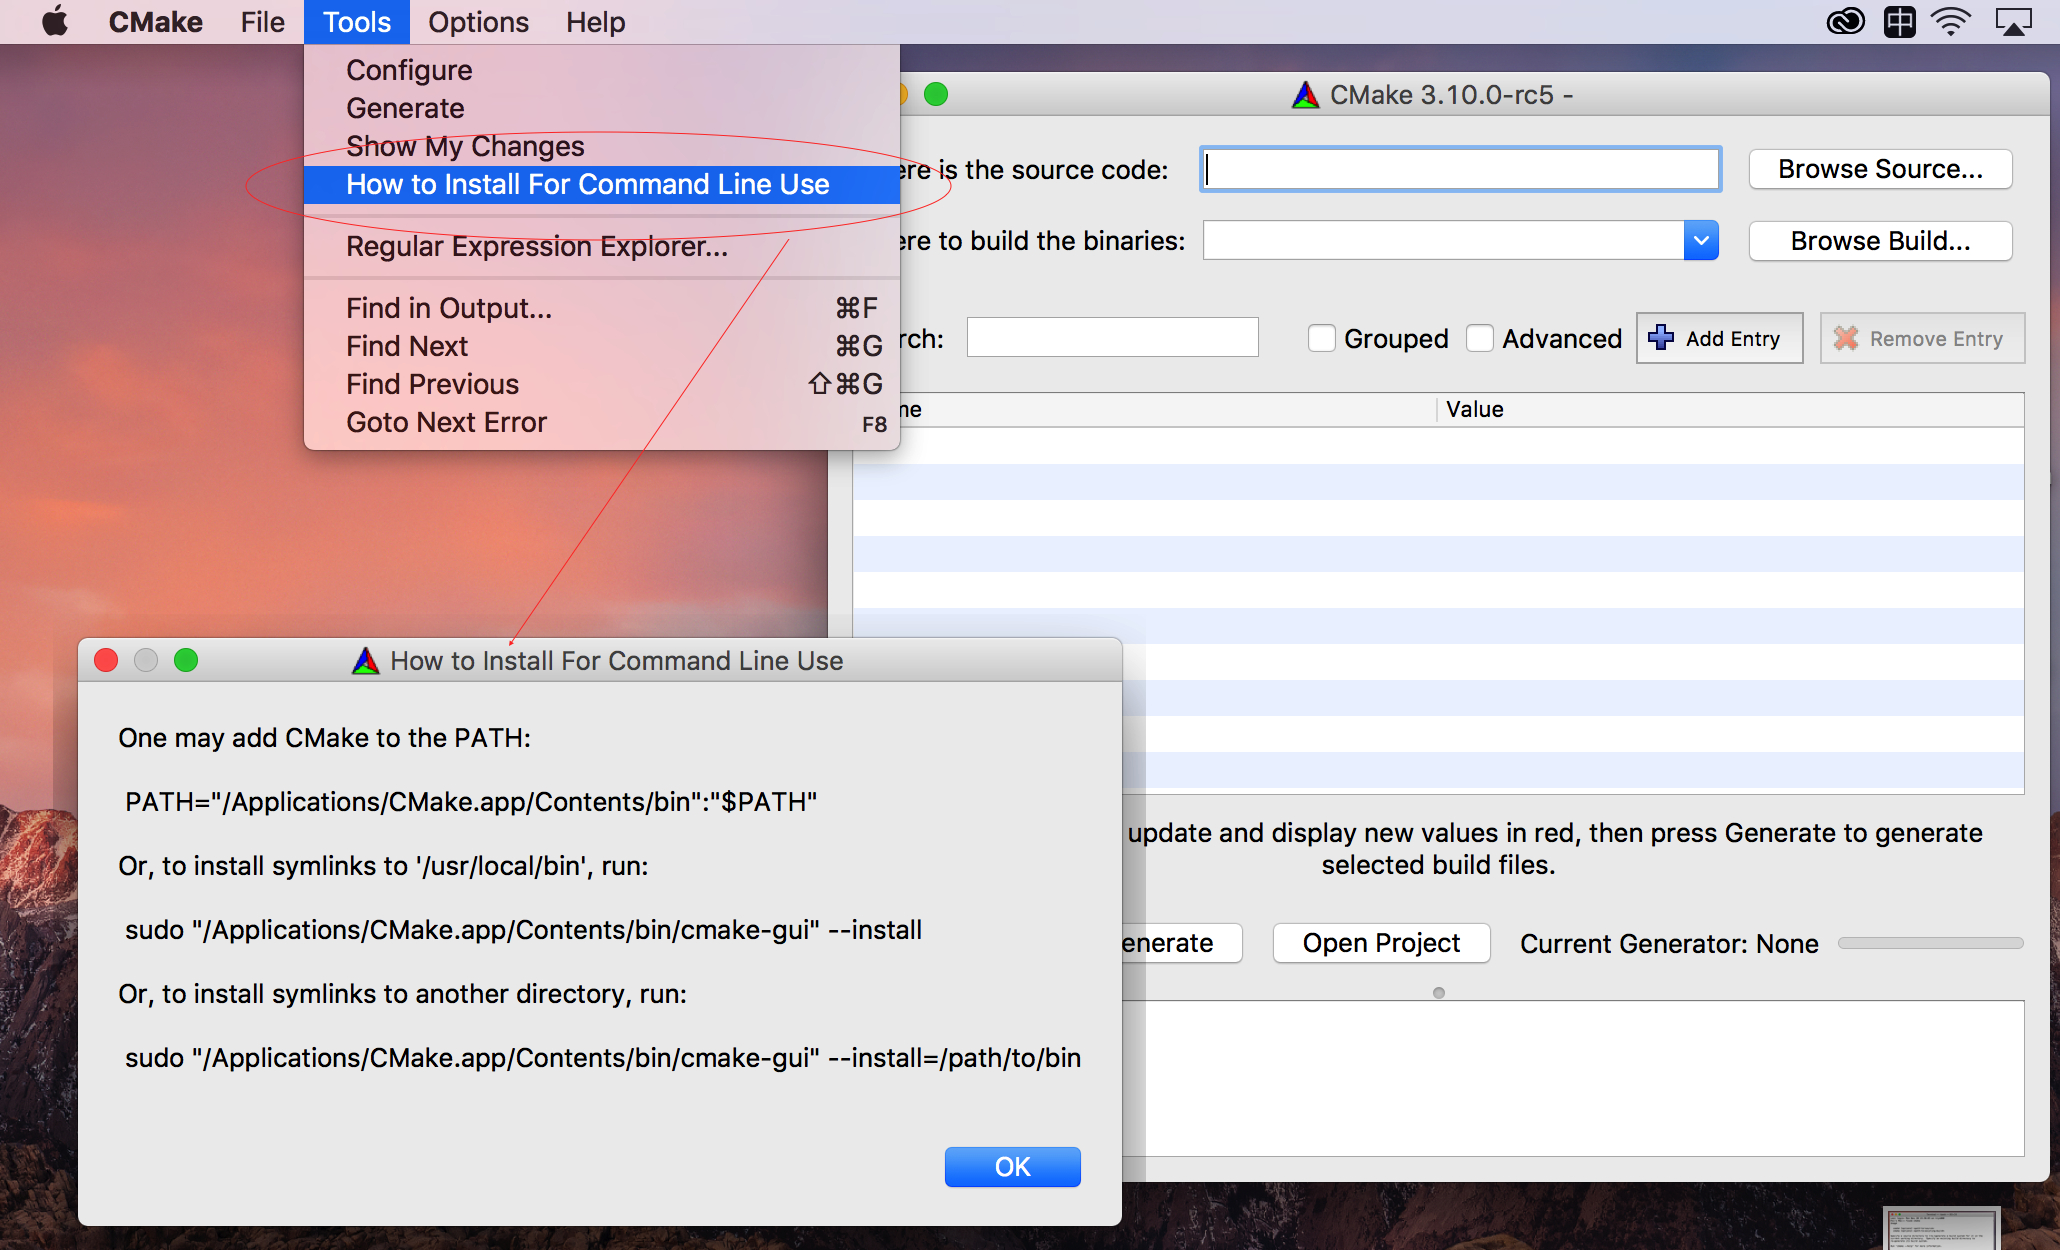 CMake File Tools Options Help 中
Configure
Generate
Show My Changes
How to Install For Command Line Use
Regular Expression Explorer...
Find in Output... ⌘F
Find Next ⌘G
Find Previous ⇧⌘G
Goto Next Error F8
CMake 3.10.0-rc5 -
ere is the source code: Browse Source...
ere to build the binaries: Browse Build...
rch: Grouped Advanced Add Entry Remove Entry
ne Value
update and display new values in red, then press Generate to generate
selected build files.
enerate Open Project Current Generator: None
How to Install For Command Line Use
One may add CMake to the PATH:
PATH="/Applications/CMake.app/Contents/bin":"$PATH"
Or, to install symlinks to '/usr/local/bin', run:
sudo "/Applications/CMake.app/Contents/bin/cmake-gui" --install
Or, to install symlinks to another directory, run:
sudo "/Applications/CMake.app/Contents/bin/cmake-gui" --install=/path/to/bin
OK